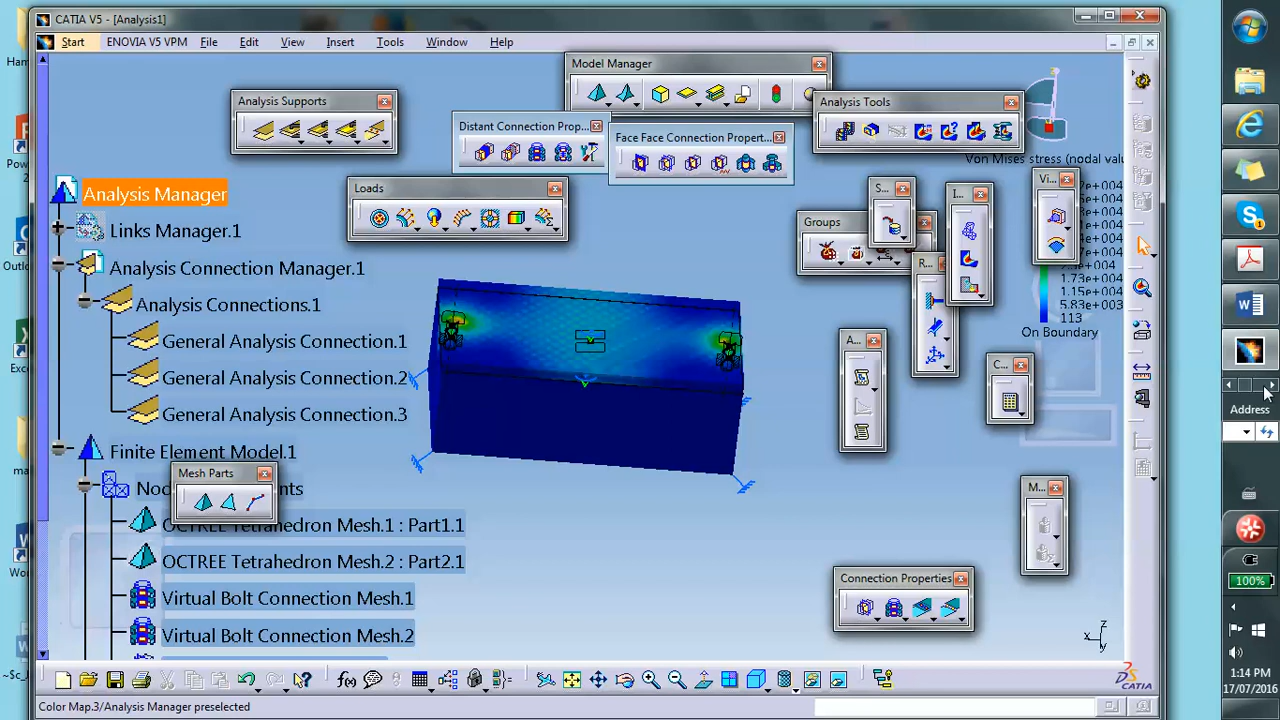 CATIA V5 - [Analysis1]
Start ENOVIA V5 VPM File Edit View Insert Tools Window Help
Model Manager
Analysis Supports
Analysis Tools
Distant Connection Prop...
Face Face Connection Propert...
Von Mises stress (nodal valu
Loads
S...
I...
Vi...
Groups
R...
A...
C...
M...
1.73e+004
1.15e+004
5.83e+003
113
On Boundary
Analysis Manager
Links Manager.1
Analysis Connection Manager.1
Analysis Connections.1
General Analysis Connection.1
General Analysis Connection.2
General Analysis Connection.3
Finite Element Model.1
Mesh Parts
OCTREE Tetrahedron Mesh.1 : Part1.1
OCTREE Tetrahedron Mesh.2 : Part2.1
Virtual Bolt Connection Mesh.1
Virtual Bolt Connection Mesh.2
Connection Properties
z
x
y
CATIA
Color Map.3/Analysis Manager preselected
Address
100%
1:14 PM
17/07/2016